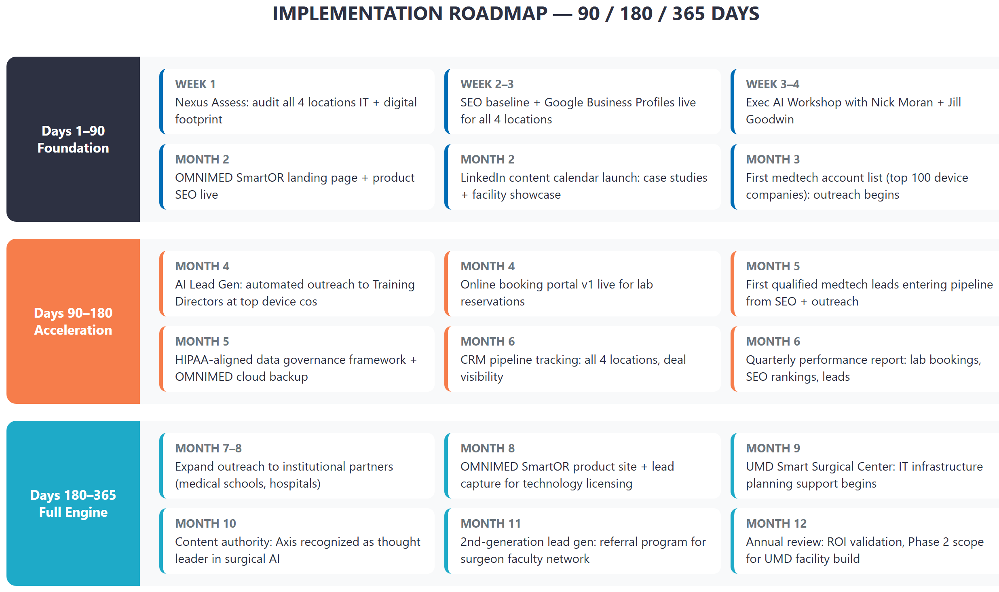 IMPLEMENTATION ROADMAP — 90 / 180 / 365 DAYS
Days 1–90
Foundation
WEEK 1
Nexus Assess: audit all 4 locations IT + digital
footprint
WEEK 2–3
SEO baseline + Google Business Profiles live
for all 4 locations
WEEK 3–4
Exec AI Workshop with Nick Moran + Jill
Goodwin
MONTH 2
OMNIMED SmartOR landing page + product
SEO live
MONTH 2
LinkedIn content calendar launch: case studies
+ facility showcase
MONTH 3
First medtech account list (top 100 device
companies): outreach begins
Days 90–180
Acceleration
MONTH 4
AI Lead Gen: automated outreach to Training
Directors at top device cos
MONTH 4
Online booking portal v1 live for lab
reservations
MONTH 5
First qualified medtech leads entering pipeline
from SEO + outreach
MONTH 5
HIPAA-aligned data governance framework +
OMNIMED cloud backup
MONTH 6
CRM pipeline tracking: all 4 locations, deal
visibility
MONTH 6
Quarterly performance report: lab bookings,
SEO rankings, leads
Days 180–365
Full Engine
MONTH 7–8
Expand outreach to institutional partners
(medical schools, hospitals)
MONTH 8
OMNIMED SmartOR product site + lead
capture for technology licensing
MONTH 9
UMD Smart Surgical Center: IT infrastructure
planning support begins
MONTH 10
Content authority: Axis recognized as thought
leader in surgical AI
MONTH 11
2nd-generation lead gen: referral program for
surgeon faculty network
MONTH 12
Annual review: ROI validation, Phase 2 scope
for UMD facility build